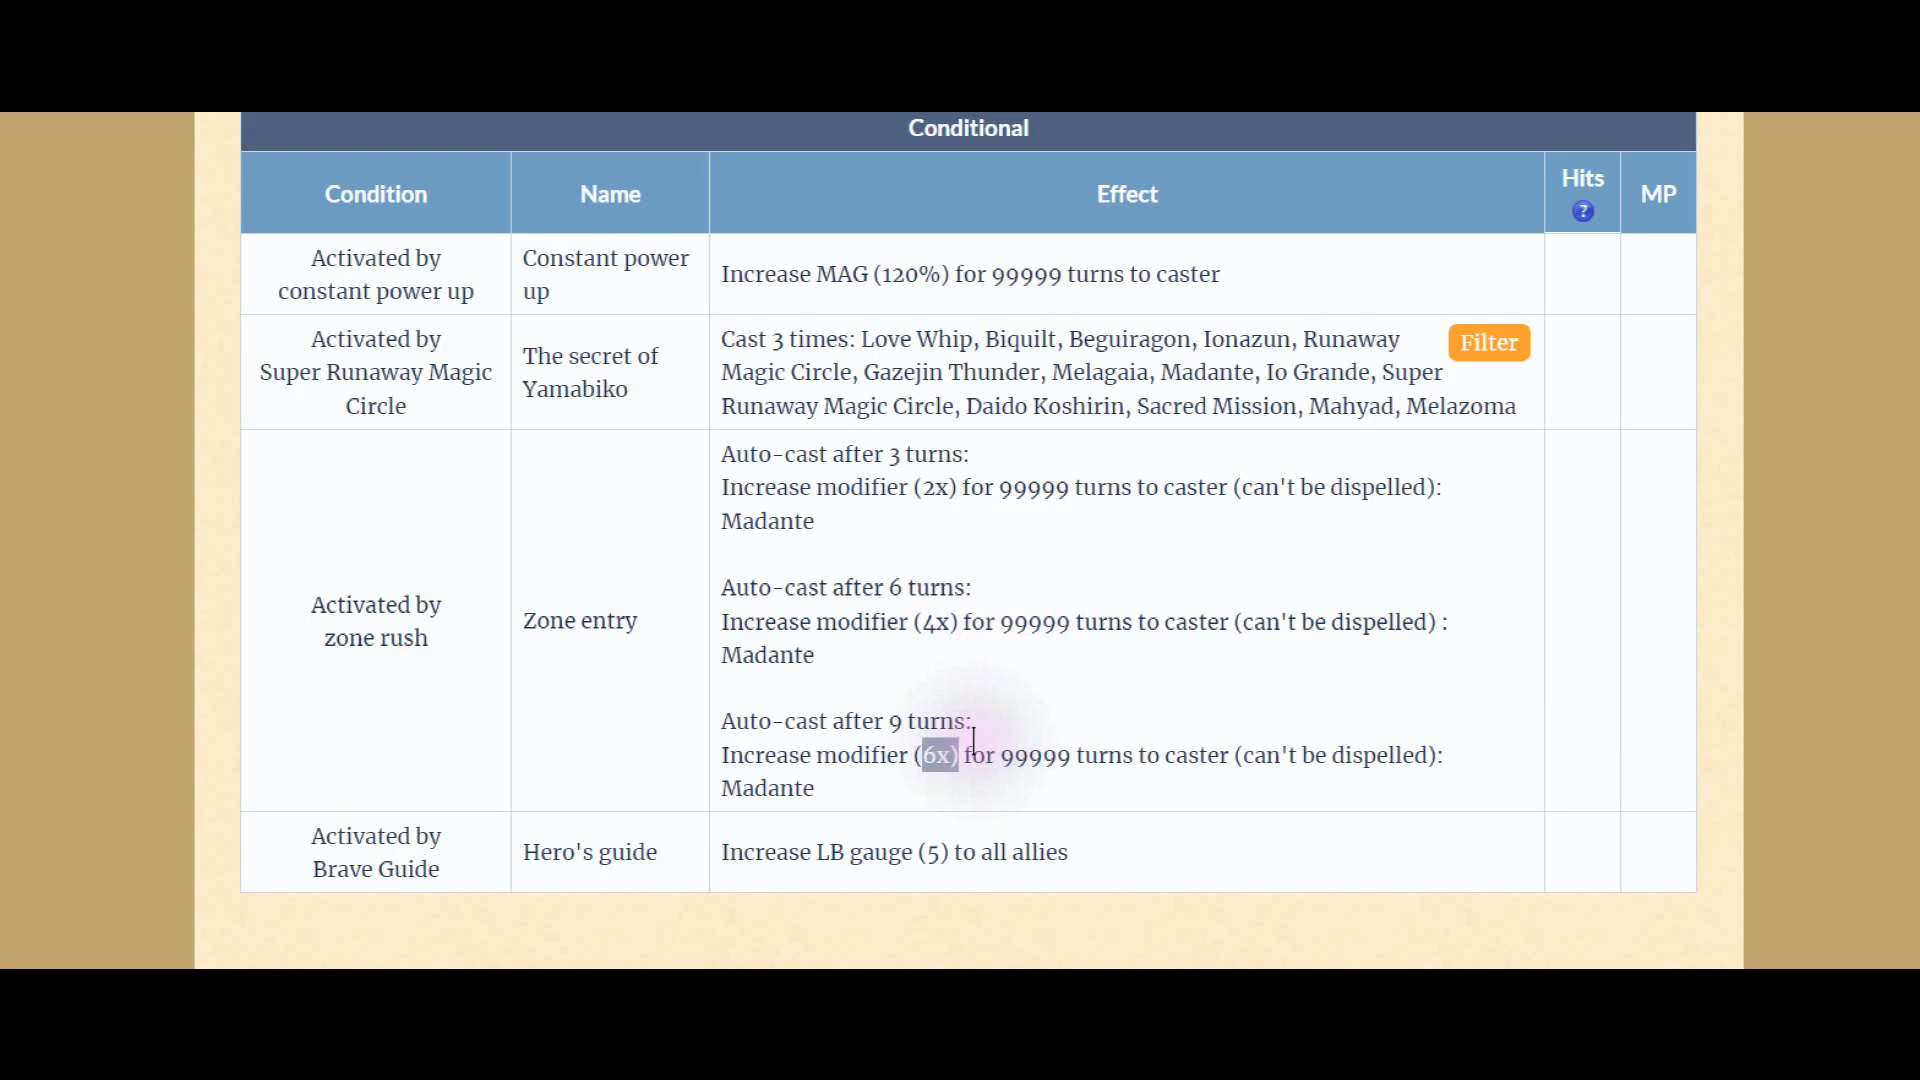 Conditional
Condition
Name
Effect
Hits
?
MP
Activated by
constant power up
Constant power
up
Increase MAG (120%) for 99999 turns to caster
Activated by
Super Runaway Magic
Circle
The secret of
Yamabiko
Cast 3 times: Love Whip, Biquilt, Beguiragon, Ionazun, Runaway
Magic Circle, Gazejin Thunder, Melagaia, Madante, Io Grande, Super
Runaway Magic Circle, Daido Koshirin, Sacred Mission, Mahyad, Melazoma
Filter
Activated by
zone rush
Zone entry
Auto-cast after 3 turns:
Increase modifier (2x) for 99999 turns to caster (can't be dispelled):
Madante
Auto-cast after 6 turns:
Increase modifier (4x) for 99999 turns to caster (can't be dispelled) :
Madante
Auto-cast after 9 turns:
Increase modifier (6x) for 99999 turns to caster (can't be dispelled):
Madante
Activated by
Brave Guide
Hero's guide
Increase LB gauge (5) to all allies